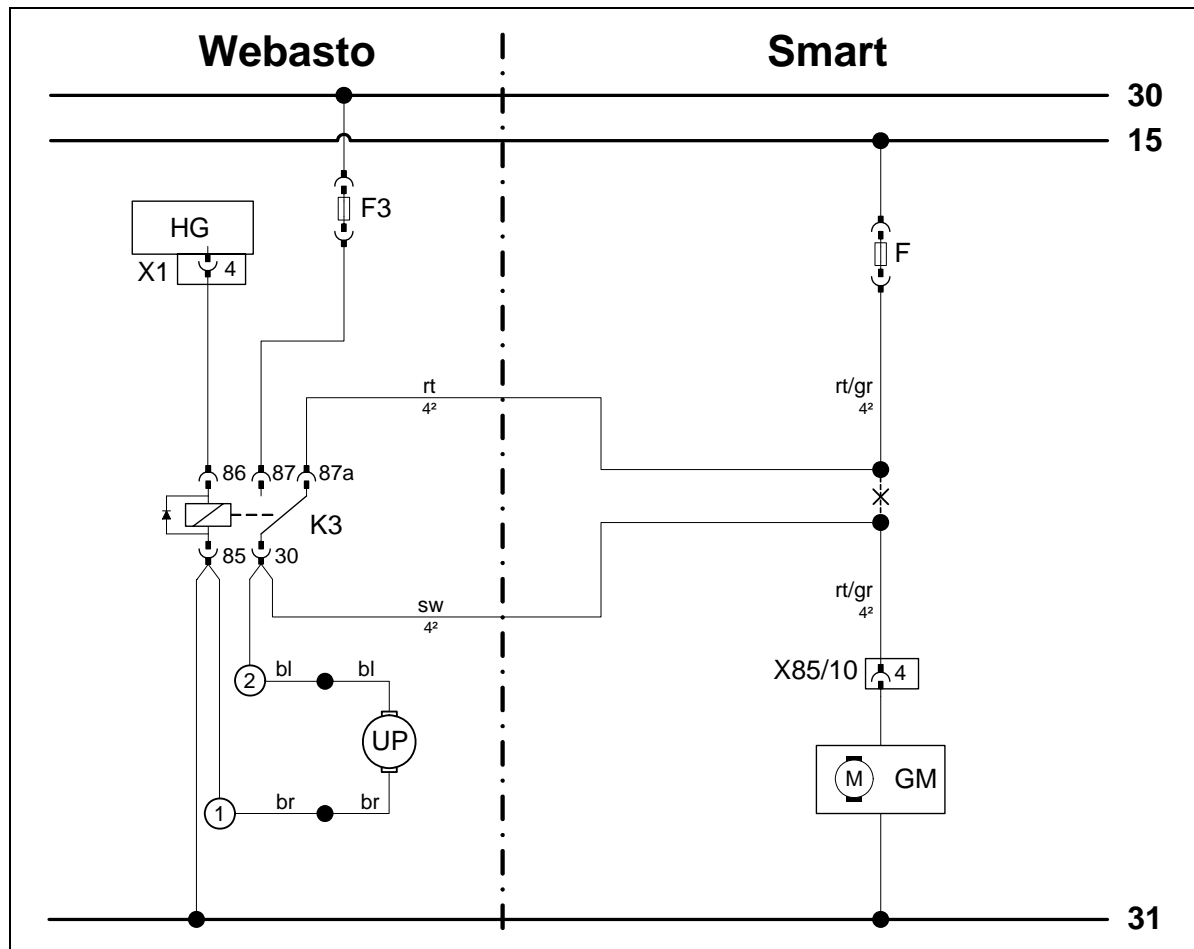 Webasto Smart
30
15
F3
HG
X1 4
F
rt
4²
rt/gr
4²
86 87 87a
K3
85 30
sw
4²
rt/gr
4²
2 bl bl
X85/10 4
UP
M GM
1 br br
31